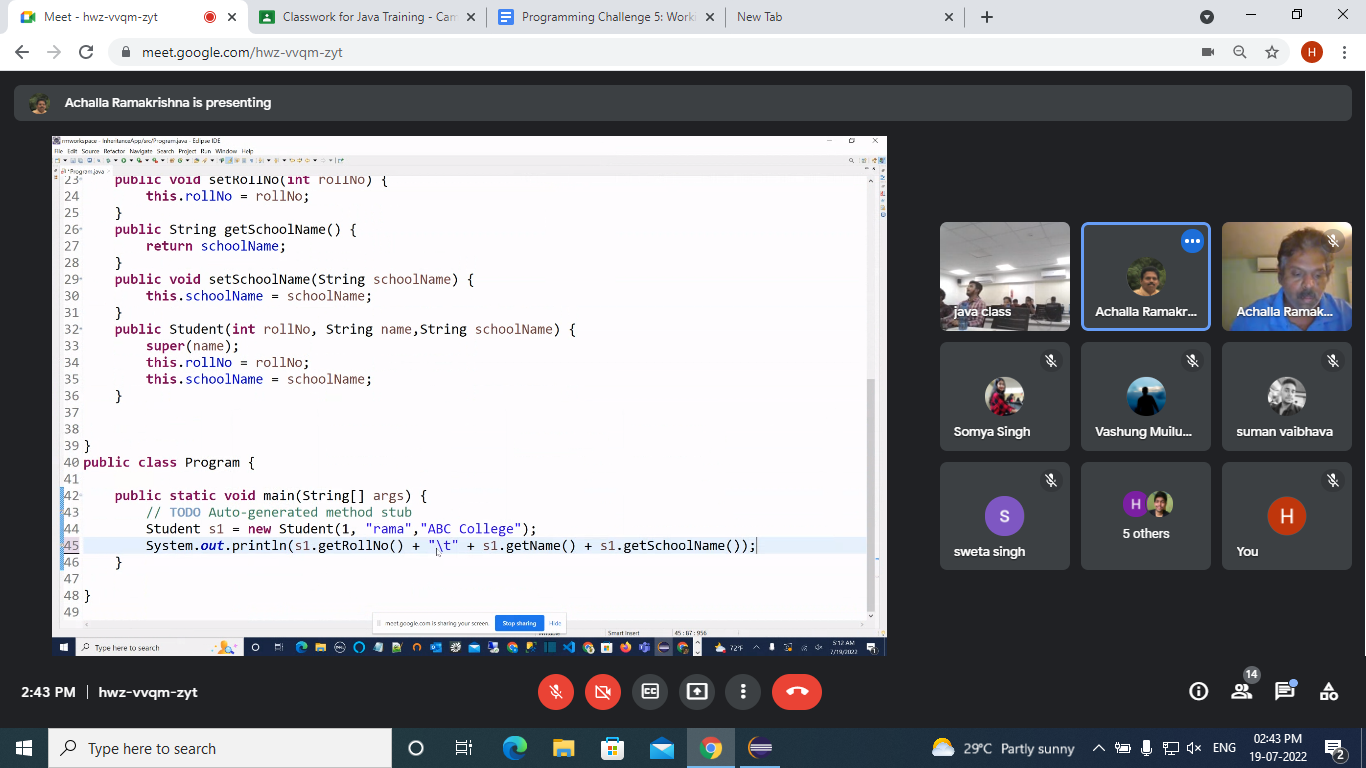 Meet - hwz-vvqm-zyt
Classwork for Java Training - Cam
Programming Challenge 5: Worki
New Tab
meet.google.com/hwz-vvqm-zyt
H
Achalla Ramakrishna is presenting
rmworkspace - InheritanceApp/src/Program.java - Eclipse IDE
File Edit Source Refactor Navigate Search Project Run Window Help
*Program.java
23 public void setRollNo(int rollNo) {
24 this.rollNo = rollNo;
25 }
26 public String getSchoolName() {
27 return schoolName;
28 }
29 public void setSchoolName(String schoolName) {
30 this.schoolName = schoolName;
31 }
32 public Student(int rollNo, String name,String schoolName) {
33 super(name);
34 this.rollNo = rollNo;
35 this.schoolName = schoolName;
36 }
37
38
39 }
40 public class Program {
41
42 public static void main(String[] args) {
43 // TODO Auto-generated method stub
44 Student s1 = new Student(1, "rama","ABC College");
45 System.out.println(s1.getRollNo() + "\t" + s1.getName() + s1.getSchoolName());
46 }
47
48 }
49
meet.google.com is sharing your screen.
Stop sharing
Hide
Smart Insert
45 : 87 : 956
Type here to search
72°F
5:12 AM
7/19/2022
java class
Achalla Ramakr...
Achalla Ramak...
Somya Singh
Vashung Muilu...
suman vaibhava
S
sweta singh
H
5 others
H
You
2:43 PM | hwz-vvqm-zyt
14
Type here to search
29°C Partly sunny
ENG
02:43 PM
19-07-2022
2